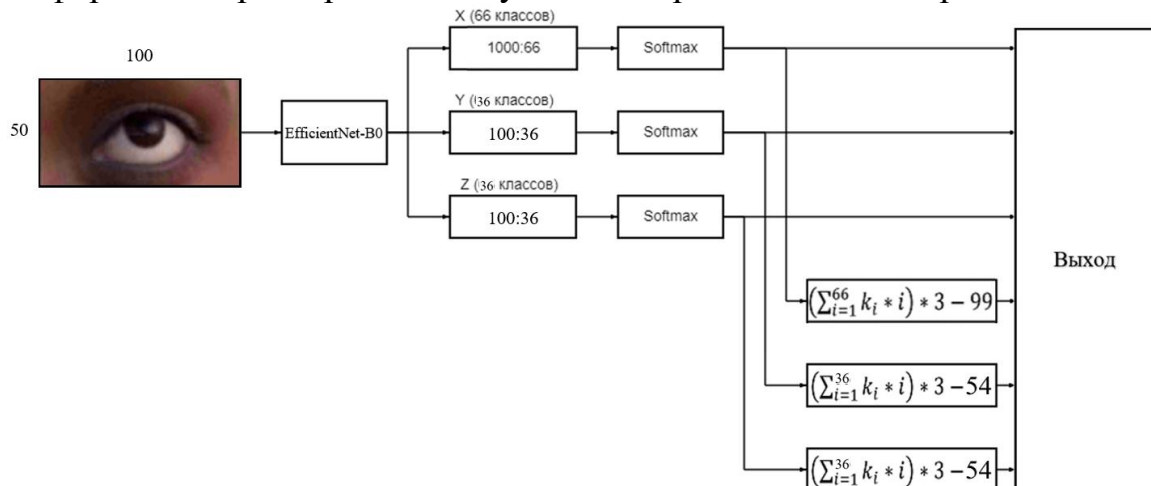 X (66 классов)
1000:66
Softmax
100
50
EfficientNet-B0
Y (36 классов)
100:36
Softmax
Z (36 классов)
100:36
Softmax
Выход
(∑_{i=1}^{66} k_i * i) * 3 − 99
(∑_{i=1}^{36} k_i * i) * 3 −54
(∑_{i=1}^{36} k_i * i) * 3 −54